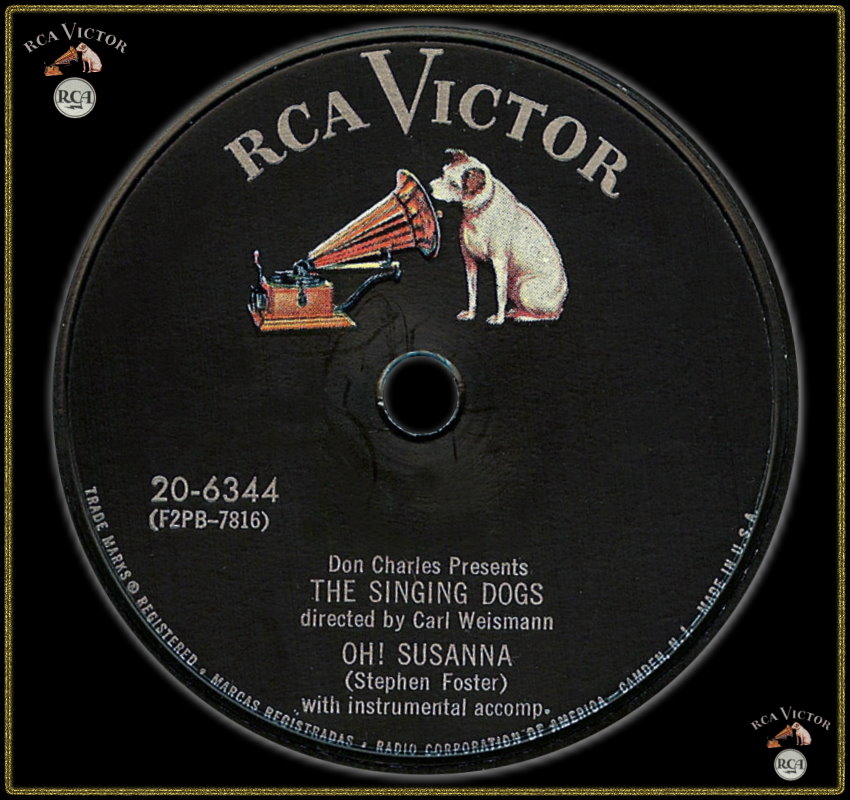 RCA VICTOR
RCA
RCA VICTOR
20-6344
(F2PB-7816)
Don Charles Presents
THE SINGING DOGS
directed by Carl Weismann
OH! SUSANNA
(Stephen Foster)
with instrumental accomp.
TRADE MARKS ® REGISTERED • MARCAS REGISTRADAS • RADIO CORPORATION OF AMERICA—CAMDEN, N. J.—MADE IN U.S.A.
RCA VICTOR
RCA